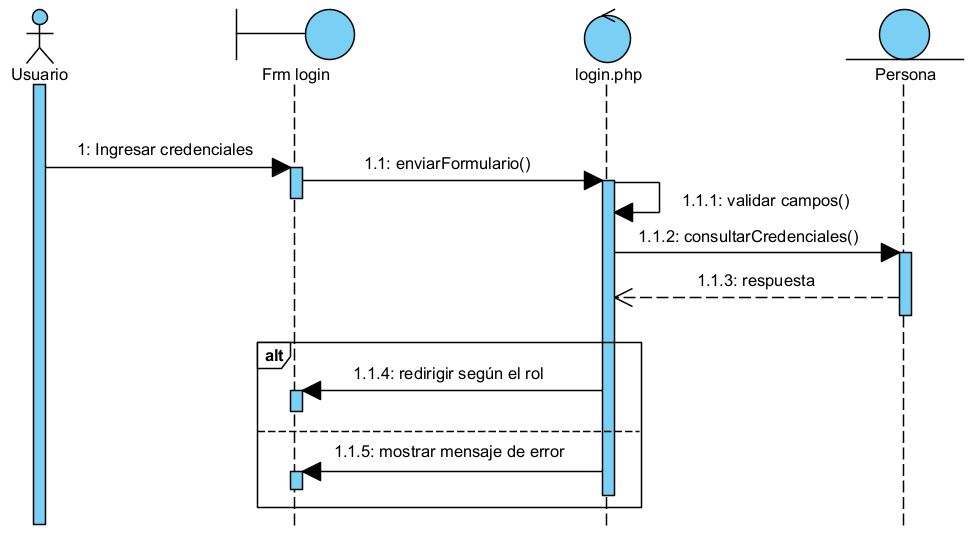 Usuario
Frm login
login.php
Persona
1: Ingresar credenciales
1.1: enviarFormulario()
1.1.1: validar campos()
1.1.2: consultarCredenciales()
1.1.3: respuesta
alt
1.1.4: redirigir según el rol
1.1.5: mostrar mensaje de error